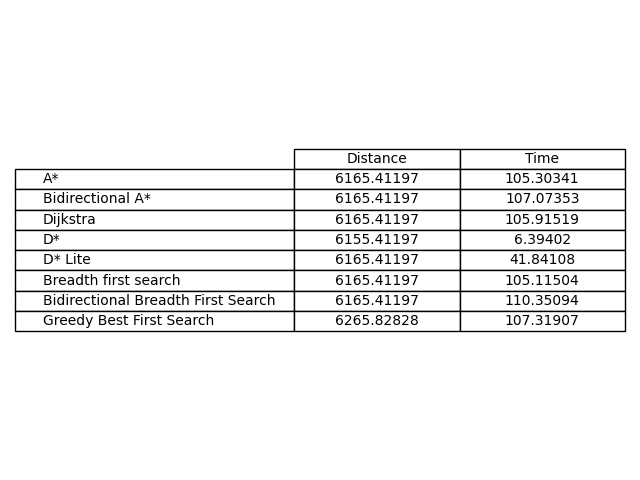 Distance Time
A* 6165.41197 105.30341
Bidirectional A* 6165.41197 107.07353
Dijkstra 6165.41197 105.91519
D* 6155.41197 6.39402
D* Lite 6165.41197 41.84108
Breadth first search 6165.41197 105.11504
Bidirectional Breadth First Search 6165.41197 110.35094
Greedy Best First Search 6265.82828 107.31907